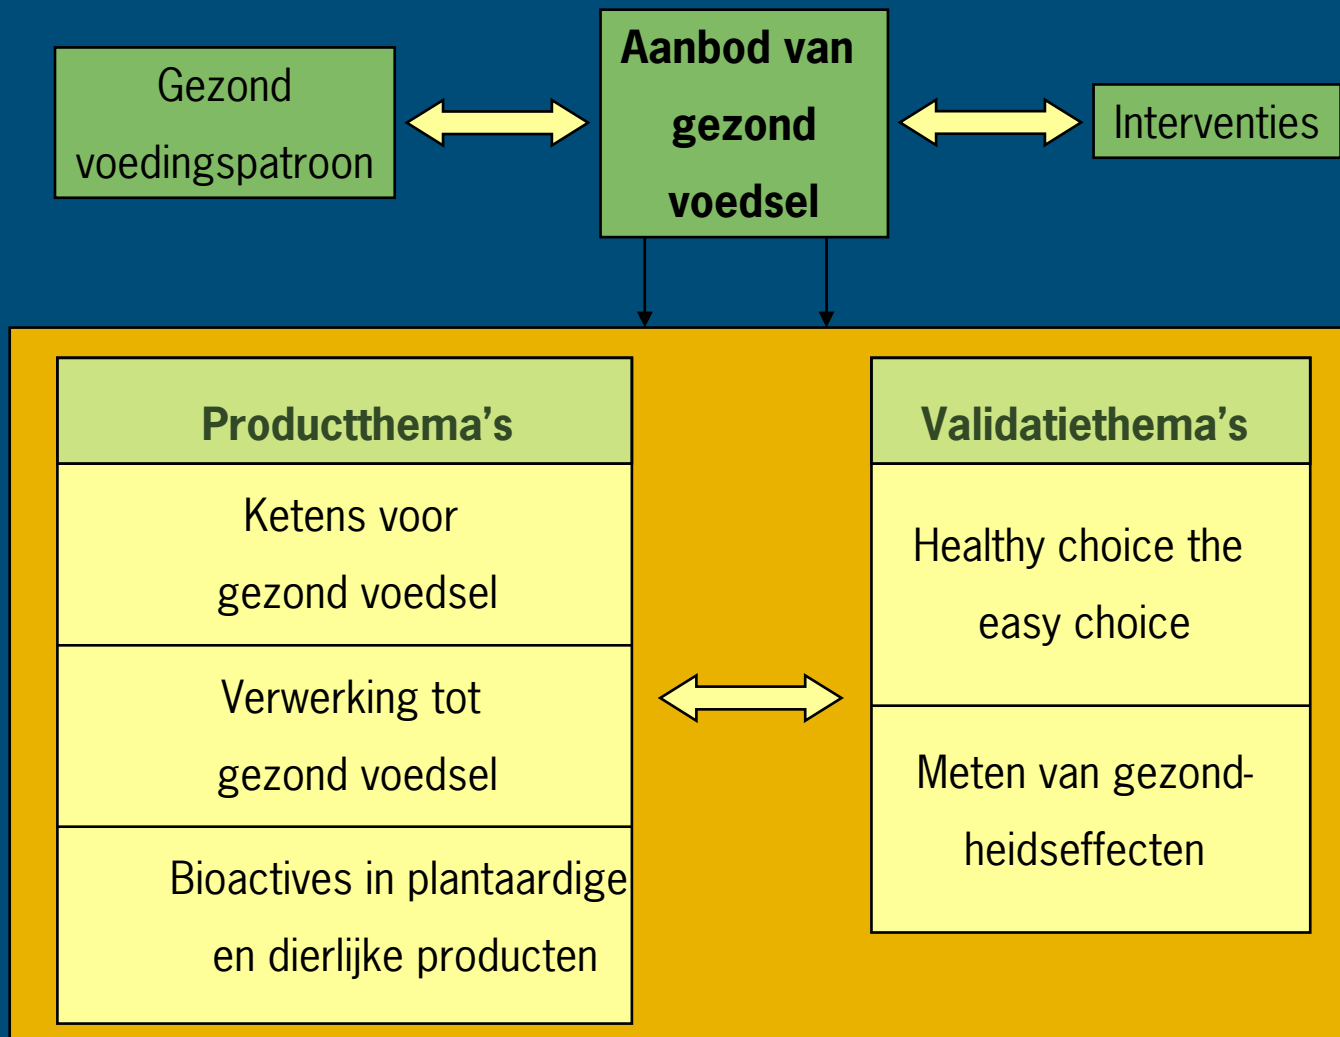 Gezond
voedingspatroon
Aanbod van
gezond
voedsel
Interventies
Productthema's
Ketens voor
gezond voedsel
Verwerking tot
gezond voedsel
Bioactives in plantaardige
en dierlijke producten
Validatiethema's
Healthy choice the
easy choice
Meten van gezond-
heidseffecten